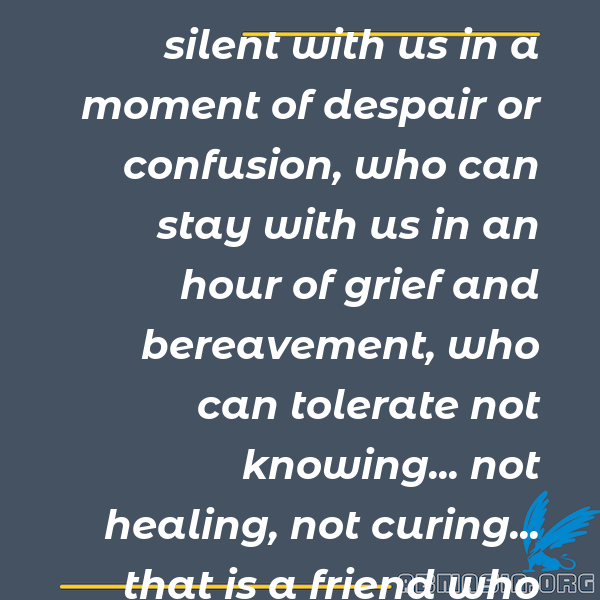 silent with us in a
moment of despair or
confusion, who can
stay with us in an
hour of grief and
bereavement, who
can tolerate not
knowing... not
healing, not curing...
that is a friend who